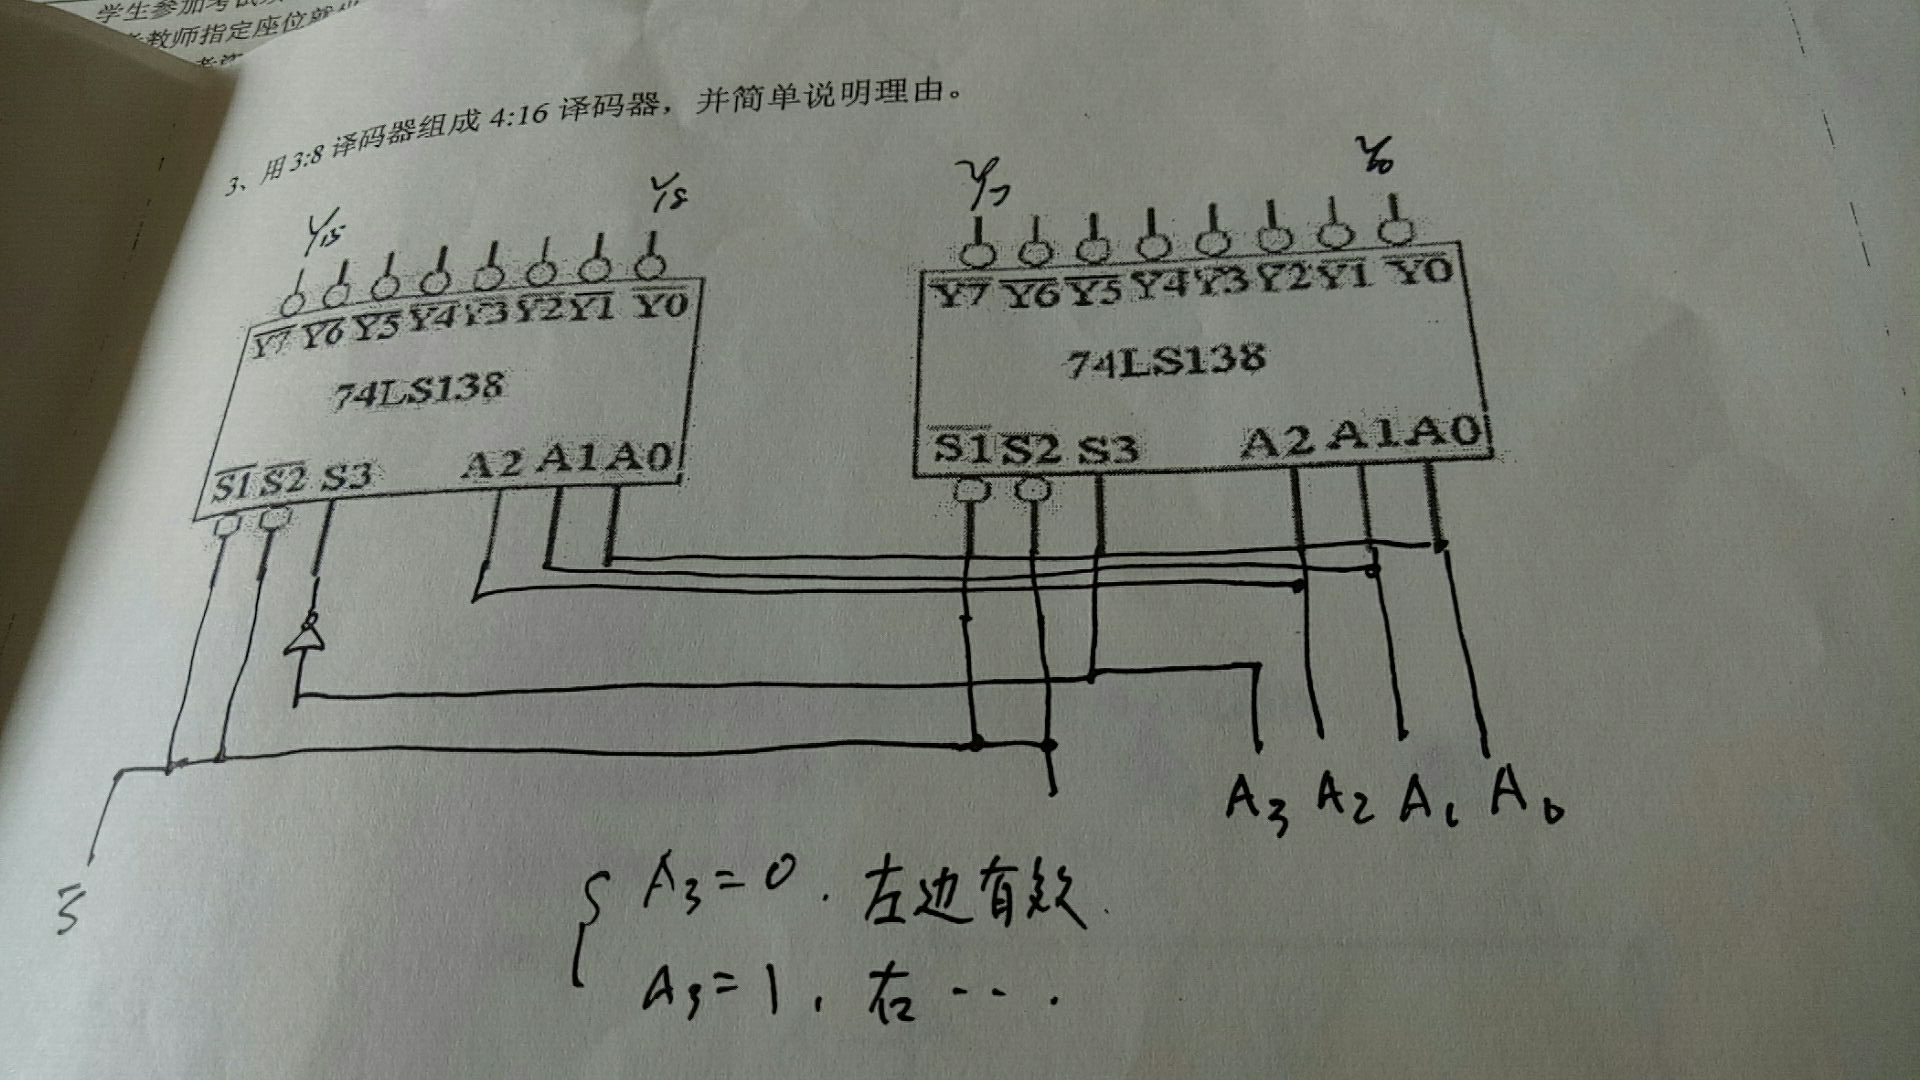 学生参加考试须
教师指定座位就
3、用 3:8 译码器组成 4:16 译码器，并简单说明理由。
Y15 Y8 Y7 Y0
Y7 Y6 Y5 Y4 Y3 Y2 Y1 Y0
74LS138
S1 S2 S3 A2 A1 A0
Y7 Y6 Y5 Y4 Y3 Y2 Y1 Y0
74LS138
S1 S2 S3 A2 A1 A0
A3 A2 A1 A0
S
A3=0. 左边有效.
A3=1, 右....